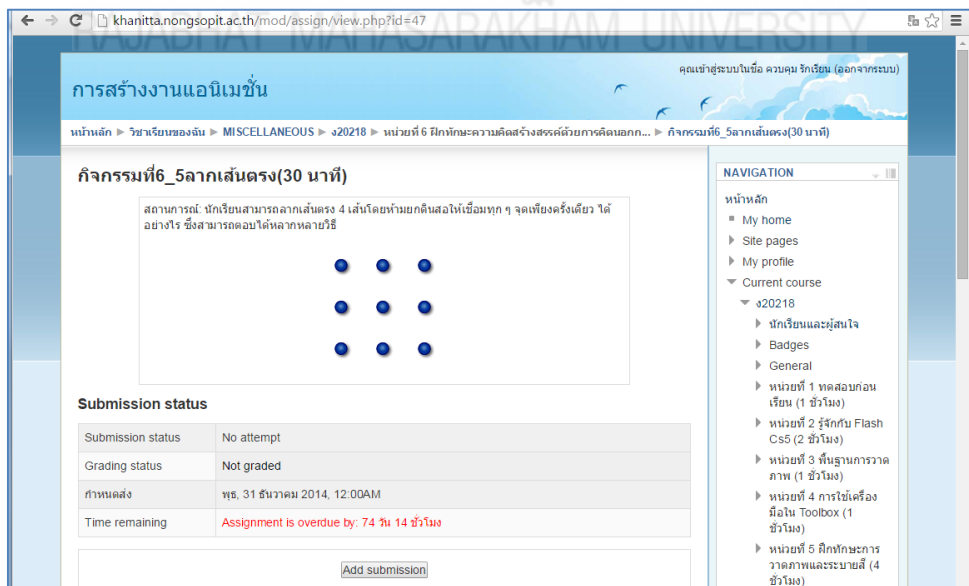 khanitta.nongsopit.ac.th/mod/assign/view.php?id=47
RAJABHAT MAHASARAKHAM UNIVERSITY
คุณเข้าสู่ระบบในชื่อ ควบคุม รักเรียน (ออกจากระบบ)
การสร้างงานแอนิเมชั่น
หน้าหลัก ▶ วิชาเรียนของฉัน ▶ MISCELLANEOUS ▶ ง20218 ▶ หน่วยที่ 6 ฝึกทักษะความคิดสร้างสรรค์ด้วยการคิดนอกก... ▶ กิจกรรมที่6_5ลากเส้นตรง(30 นาที)
กิจกรรมที่6_5ลากเส้นตรง(30 นาที)
สถานการณ์: นักเรียนสามารถลากเส้นตรง 4 เส้นโดยห้ามยกดินสอให้เชื่อมทุก ๆ จุดเพียงครั้งเดียว ได้
อย่างไร ซึ่งสามารถตอบได้หลากหลายวิธี
Submission status
Submission status No attempt
Grading status Not graded
กำหนดส่ง พุธ, 31 ธันวาคม 2014, 12:00AM
Time remaining Assignment is overdue by: 74 วัน 14 ชั่วโมง
Add submission
NAVIGATION
หน้าหลัก
My home
Site pages
My profile
Current course
ง20218
นักเรียนและผู้สนใจ
Badges
General
หน่วยที่ 1 ทดสอบก่อน
เรียน (1 ชั่วโมง)
หน่วยที่ 2 รู้จักกับ Flash
Cs5 (2 ชั่วโมง)
หน่วยที่ 3 พื้นฐานการวาด
ภาพ (1 ชั่วโมง)
หน่วยที่ 4 การใช้เครื่อง
มือใน Toolbox (1
ชั่วโมง)
หน่วยที่ 5 ฝึกทักษะการ
วาดภาพและระบายสี (4
ชั่วโมง)